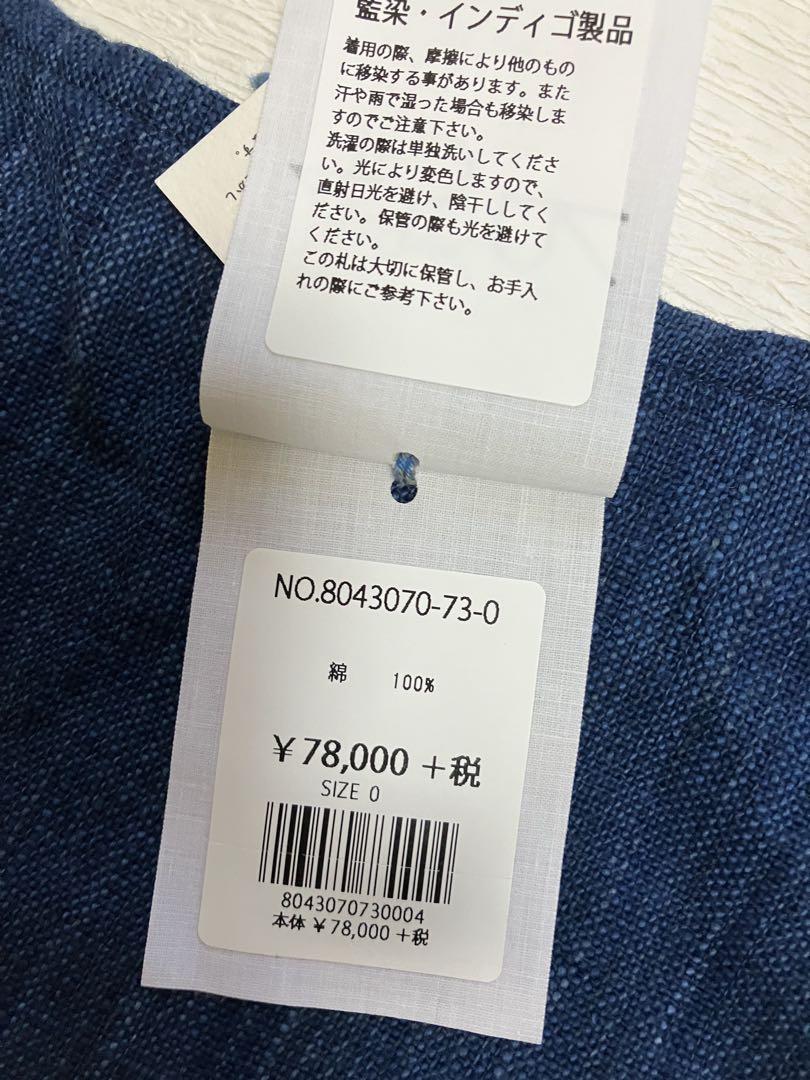 藍染・インディゴ製品
着用の際、摩擦により他のもの
に移染する事があります。また
汗や雨で湿った場合も移染しま
すのでご注意下さい。
洗濯の際は単独洗いしてくださ
い。光により変色しますので、
直射日光を避け、陰干ししてく
ださい。保管の際も光を避けて
ください。
この札は大切に保管し、お手入
れの際にご参考下さい。
NO.8043070-73-0
綿 100%
¥78,000 +税
SIZE 0
8043070730004
本体 ¥78,000 +税